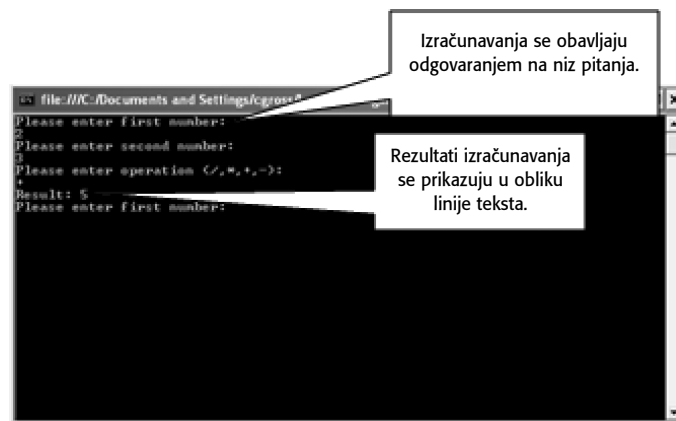 Izračunavanja se obavljaju
odgovaranjem na niz pitanja.
file:///C:/Documents and Settings/cgross/
Please enter first number:
2
Please enter second number:
3
Please enter operation (/,*,+,-):
+
Result: 5
Please enter first number:
Rezultati izračunavanja
se prikazuju u obliku
linije teksta.